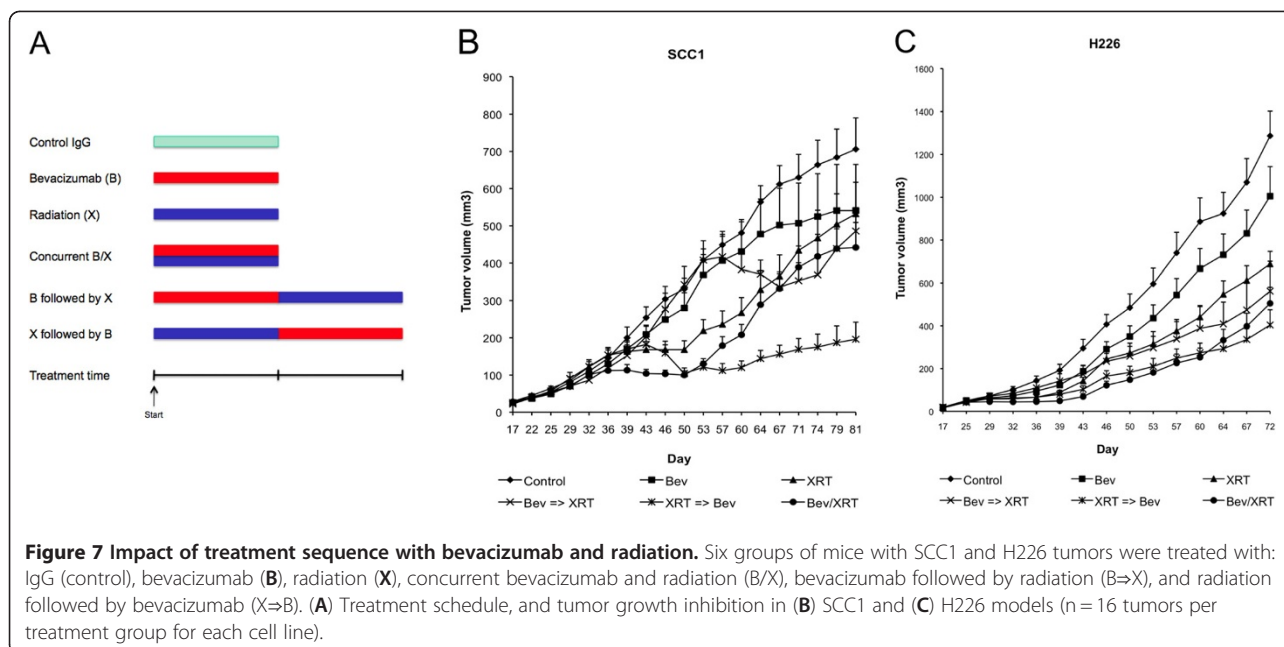 A
Control IgG
Bevacizumab (B)
Radiation (X)
Concurrent B/X
B followed by X
X followed by B
Treatment time
Start
B
SCC1
Tumor volume (mm3)
900
800
700
600
500
400
300
200
100
0
17 22 25 29 32 36 39 43 46 50 53 57 60 64 67 71 74 79 81
Day
Control Bev XRT
Bev => XRT XRT => Bev Bev/XRT
C
H226
Tumor volume (mm3)
1600
1400
1200
1000
800
600
400
200
0
17 25 29 32 36 39 43 46 50 53 57 60 64 67 72
Day
Control Bev XRT
Bev => XRT XRT => Bev Bev/XRT
Figure 7 Impact of treatment sequence with bevacizumab and radiation. Six groups of mice with SCC1 and H226 tumors were treated with:
IgG (control), bevacizumab (B), radiation (X), concurrent bevacizumab and radiation (B/X), bevacizumab followed by radiation (B⇒X), and radiation
followed by bevacizumab (X⇒B). (A) Treatment schedule, and tumor growth inhibition in (B) SCC1 and (C) H226 models (n = 16 tumors per
treatment group for each cell line).